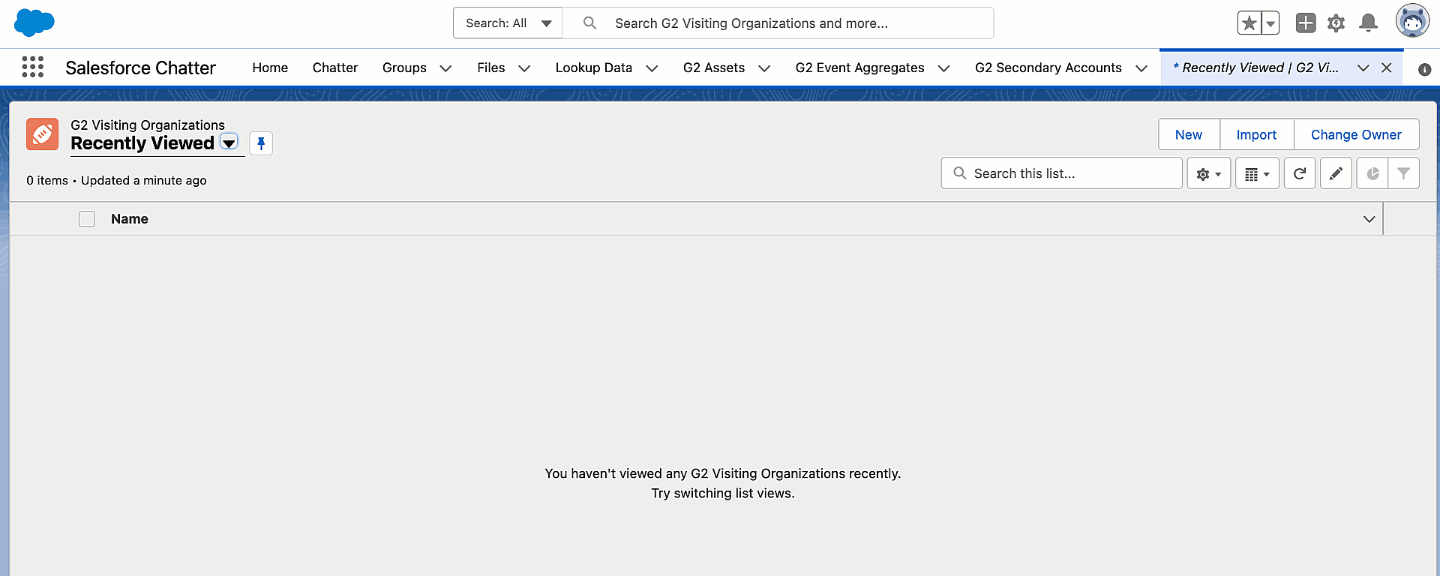 Search: All
Search G2 Visiting Organizations and more...
Salesforce Chatter
Home
Chatter
Groups
Files
Lookup Data
G2 Assets
G2 Event Aggregates
G2 Secondary Accounts
* Recently Viewed | G2 Vi...
G2 Visiting Organizations
Recently Viewed
New
Import
Change Owner
0 items • Updated a minute ago
Search this list...
Name
You haven't viewed any G2 Visiting Organizations recently.
Try switching list views.